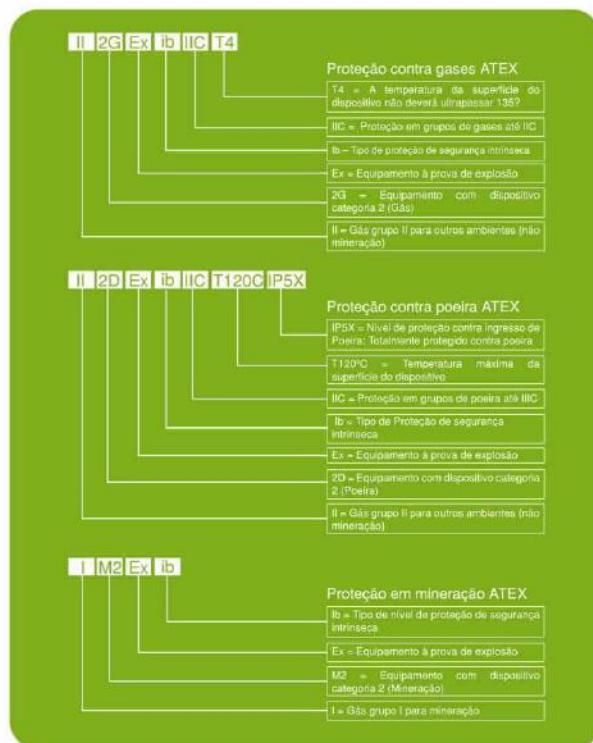 II 2G Ex ib IIC T4
Proteção contra gases ATEX
T4 = A temperatura da superfície do
dispositivo não deverá ultrapassar 135?
IIC = Proteção em grupos de gases até IIC
Ib – Tipo de proteção de segurança intrínseca
Ex = Equipamento à prova de explosão
2G = Equipamento com dispositivo
categoria 2 (Gás)
II = Gás grupo II para outros ambientes (não
mineração)
II 2D Ex ib IIC T120C IP5X
Proteção contra poeira ATEX
IP5X = Nível de proteção contra ingresso de
Poeira: Totalmente protegido contra poeira
T120ºC = Temperatura máxima da
superfície do dispositivo
IIC = Proteção em grupos de poeira até IIIC
Ib = Tipo de Proteção de segurança
intrínseca
Ex = Equipamento à prova de explosão
2D = Equipamento com dispositivo categoria
2 (Poeira)
II = Gás grupo II para outros ambientes (não
mineração)
I M2 Ex ib
Proteção em mineração ATEX
Ib = Tipo de nível de proteção de segurança
intrínseca
Ex = Equipamento à prova de explosão
M2 = Equipamento com dispositivo
categoria 2 (Mineração)
I = Gás grupo I para mineração